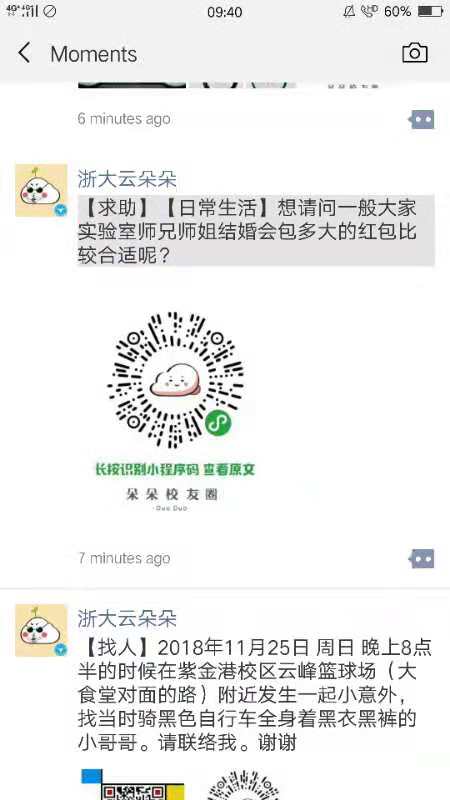 4G+ 4G+
09:40
HD
60%
Moments
6 minutes ago
浙大云朵朵
【求助】【日常生活】想请问一般大家
实验室师兄师姐结婚会包多大的红包比
较合适呢？
长按识别小程序码 查看原文
朵朵校友圈
Duo Duo
7 minutes ago
浙大云朵朵
【找人】2018年11月25日 周日 晚上8点
半的时候在紫金港校区云峰篮球场（大
食堂对面的路）附近发生一起小意外，
找当时骑黑色自行车全身着黑衣黑裤的
小哥哥。请联络我。谢谢